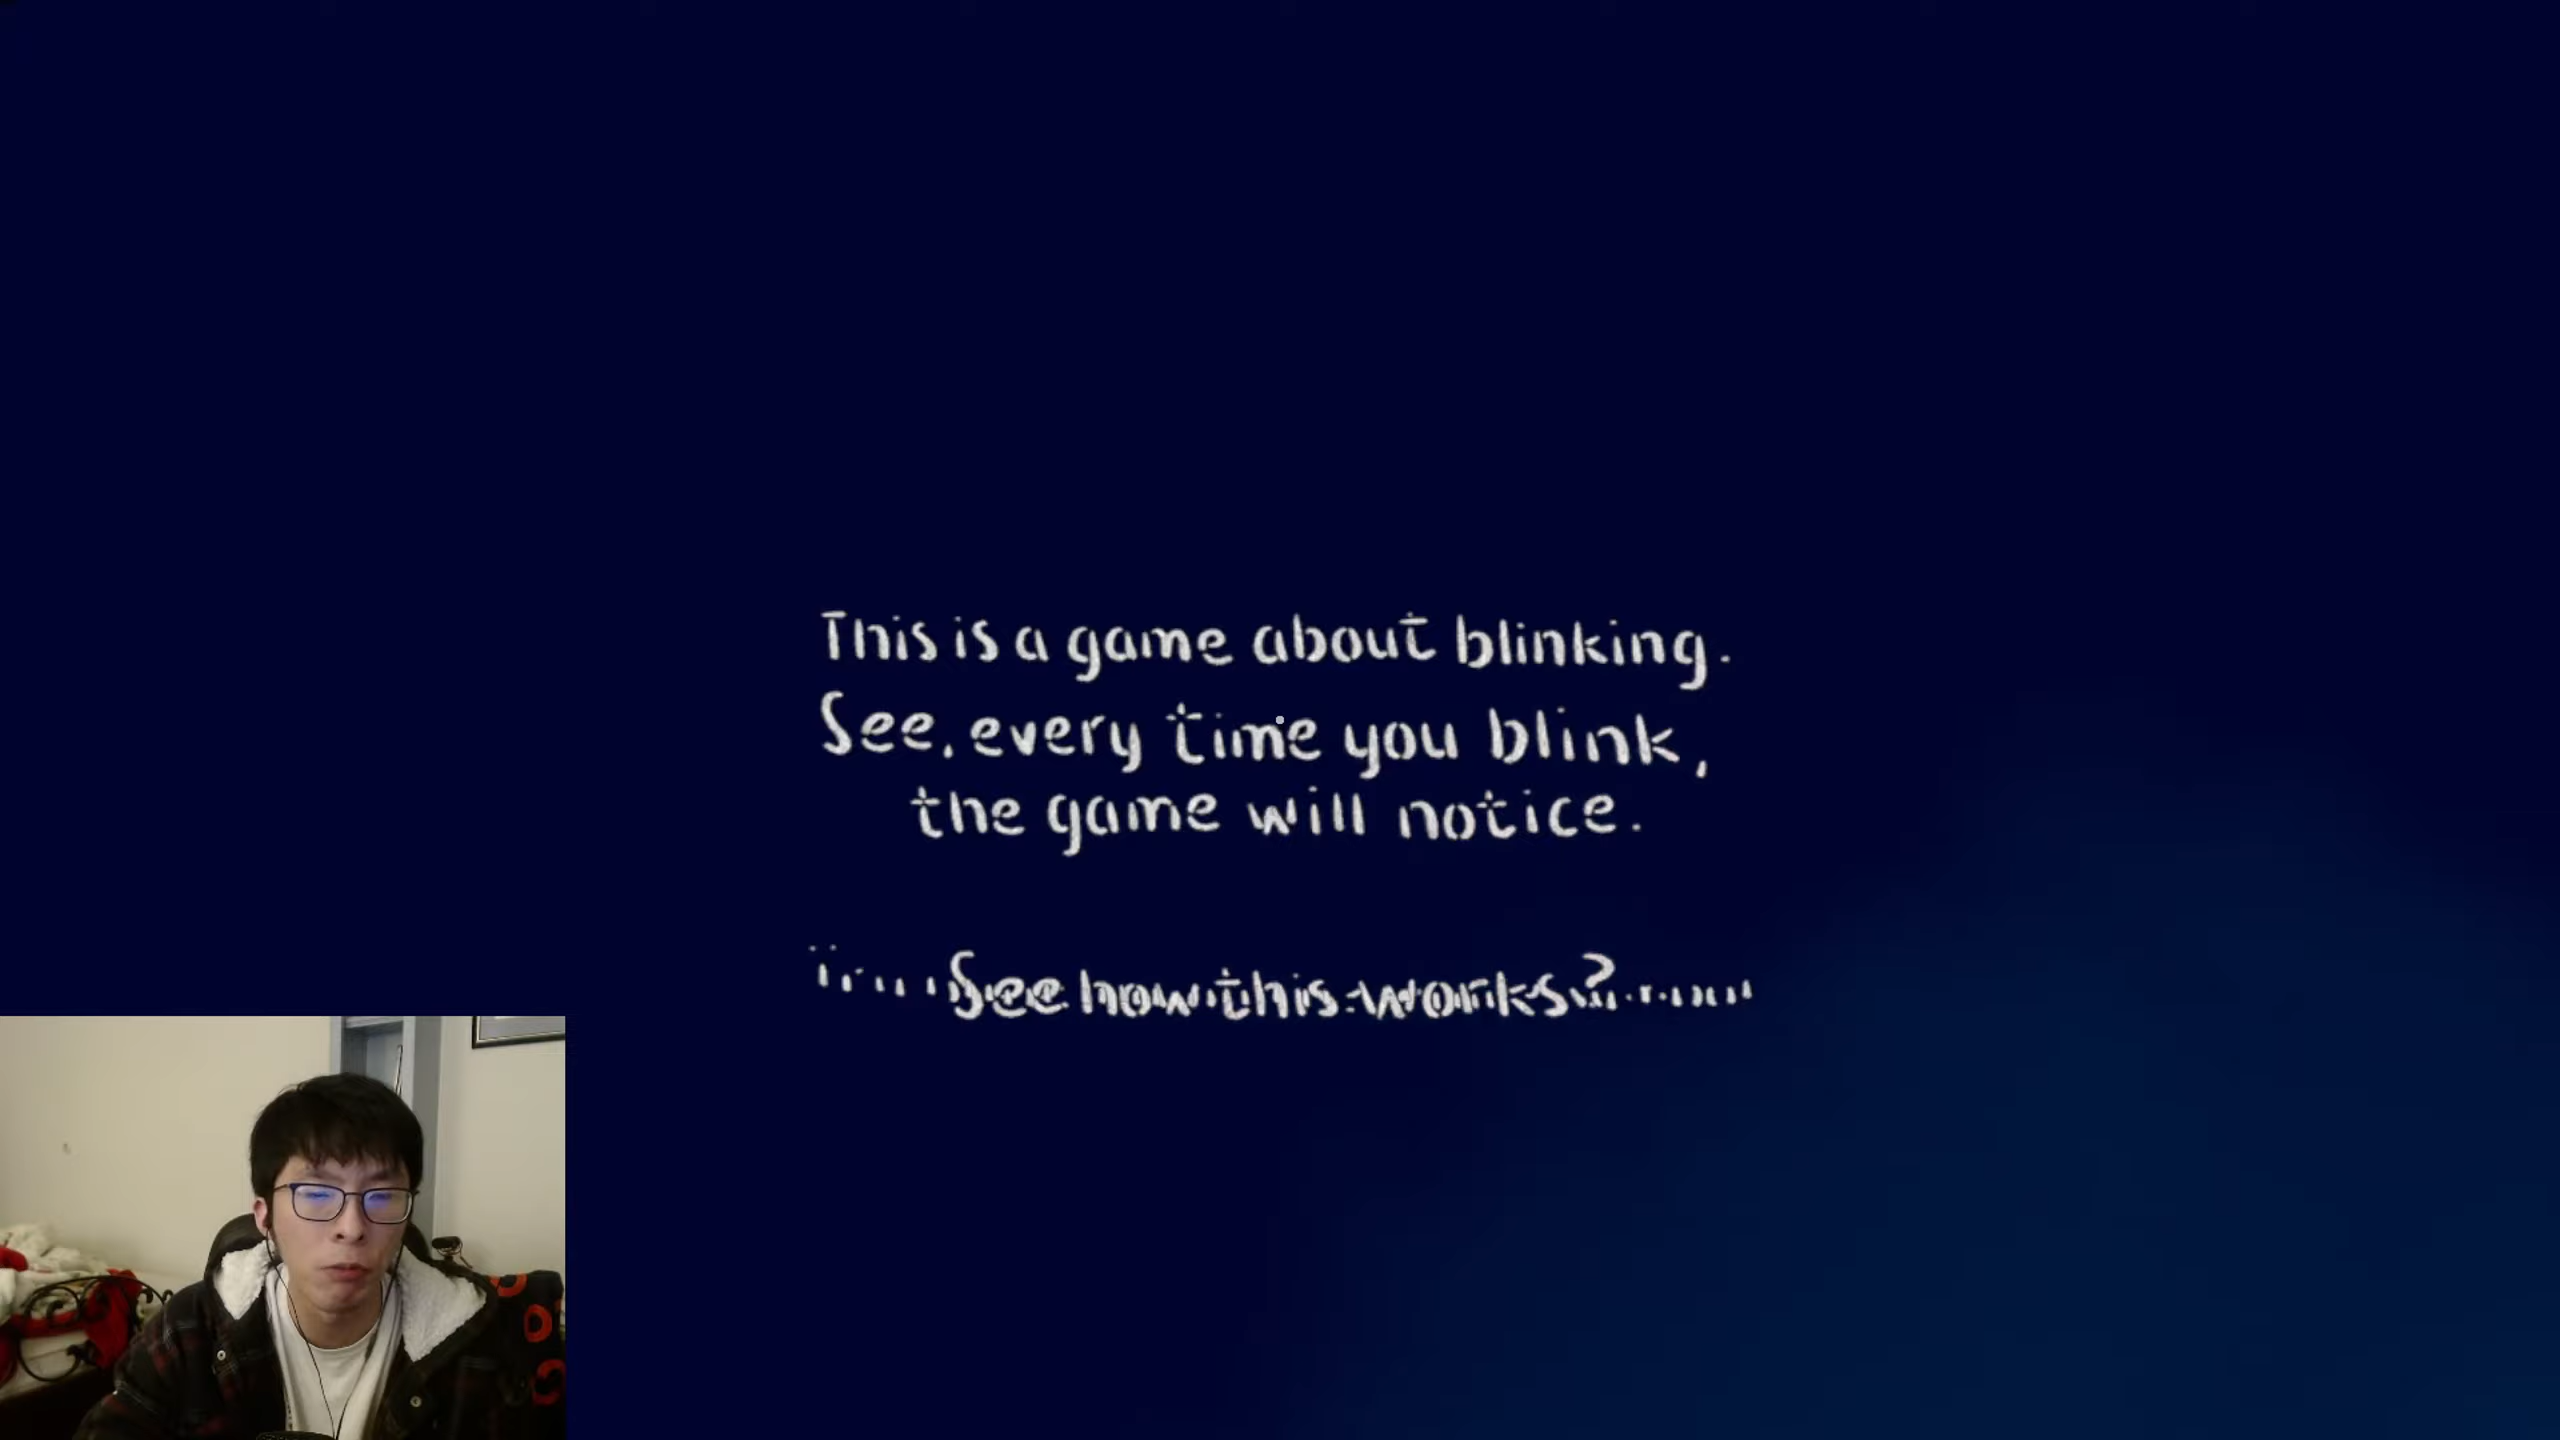 This is a game about blinking.
See, every time you blink,
the game will notice.
See how this works?